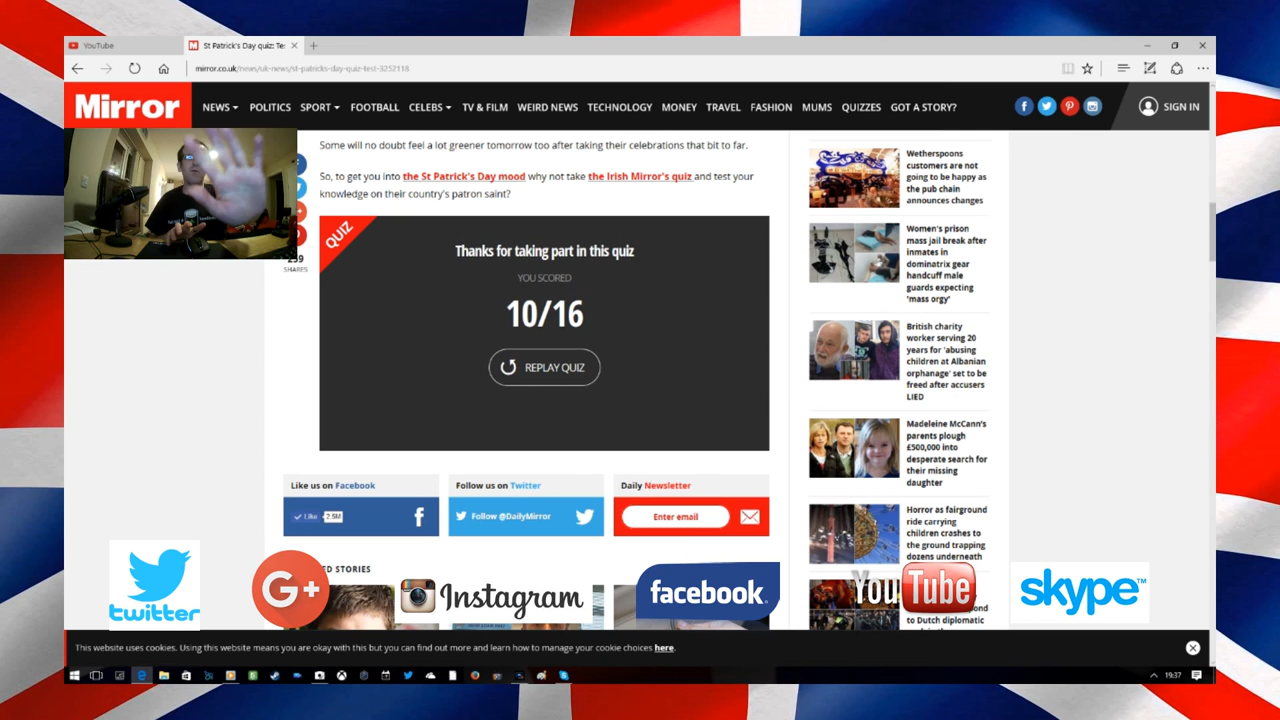 YouTube
St Patrick's Day quiz: Te
mirror.co.uk/news/uk-news/st-patricks-day-quiz-test-3252118
Mirror
NEWS POLITICS SPORT FOOTBALL CELEBS TV & FILM WEIRD NEWS TECHNOLOGY MONEY TRAVEL FASHION MUMS QUIZZES GOT A STORY?
SIGN IN
Some will no doubt feel a lot greener tomorrow too after taking their celebrations that bit to far.
So, to get you into the St Patrick's Day mood why not take the Irish Mirror's quiz and test your
knowledge on their country's patron saint?
SHARES
QUIZ
Thanks for taking part in this quiz
YOU SCORED
10/16
REPLAY QUIZ
Like us on Facebook
Like 2.5M
Follow us on Twitter
Follow @DailyMirror
Daily Newsletter
Enter email
Wetherspoons
customers are not
going to be happy as
the pub chain
announces changes
Women's prison
mass jail break after
inmates in
dominatrix gear
handcuff male
guards expecting
'mass orgy'
British charity
worker serving 20
years for 'abusing
children at Albanian
orphanage' set to be
freed after accusers
LIED
Madeleine McCann's
parents plough
£500,000 into
desperate search for
their missing
daughter
Horror as fairground
ride carrying
children crashes to
the ground trapping
dozens underneath
to Dutch diplomatic
STORIES
twitter
G+
Instagram
facebook
YouTube
skype™
This website uses cookies. Using this website means you are okay with this but you can find out more and learn how to manage your cookie choices here.
19:37